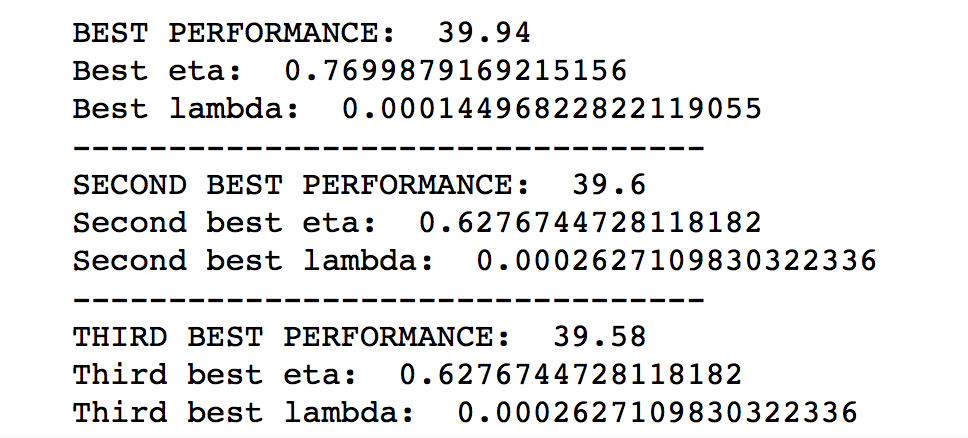 BEST PERFORMANCE:  39.94
Best eta:  0.7699879169215156
Best lambda:  0.00014496822822119055
---------------------------------
SECOND BEST PERFORMANCE:  39.6
Second best eta:  0.6276744728118182
Second best lambda:  0.0002627109830322336
---------------------------------
THIRD BEST PERFORMANCE:  39.58
Third best eta:  0.6276744728118182
Third best lambda:  0.0002627109830322336